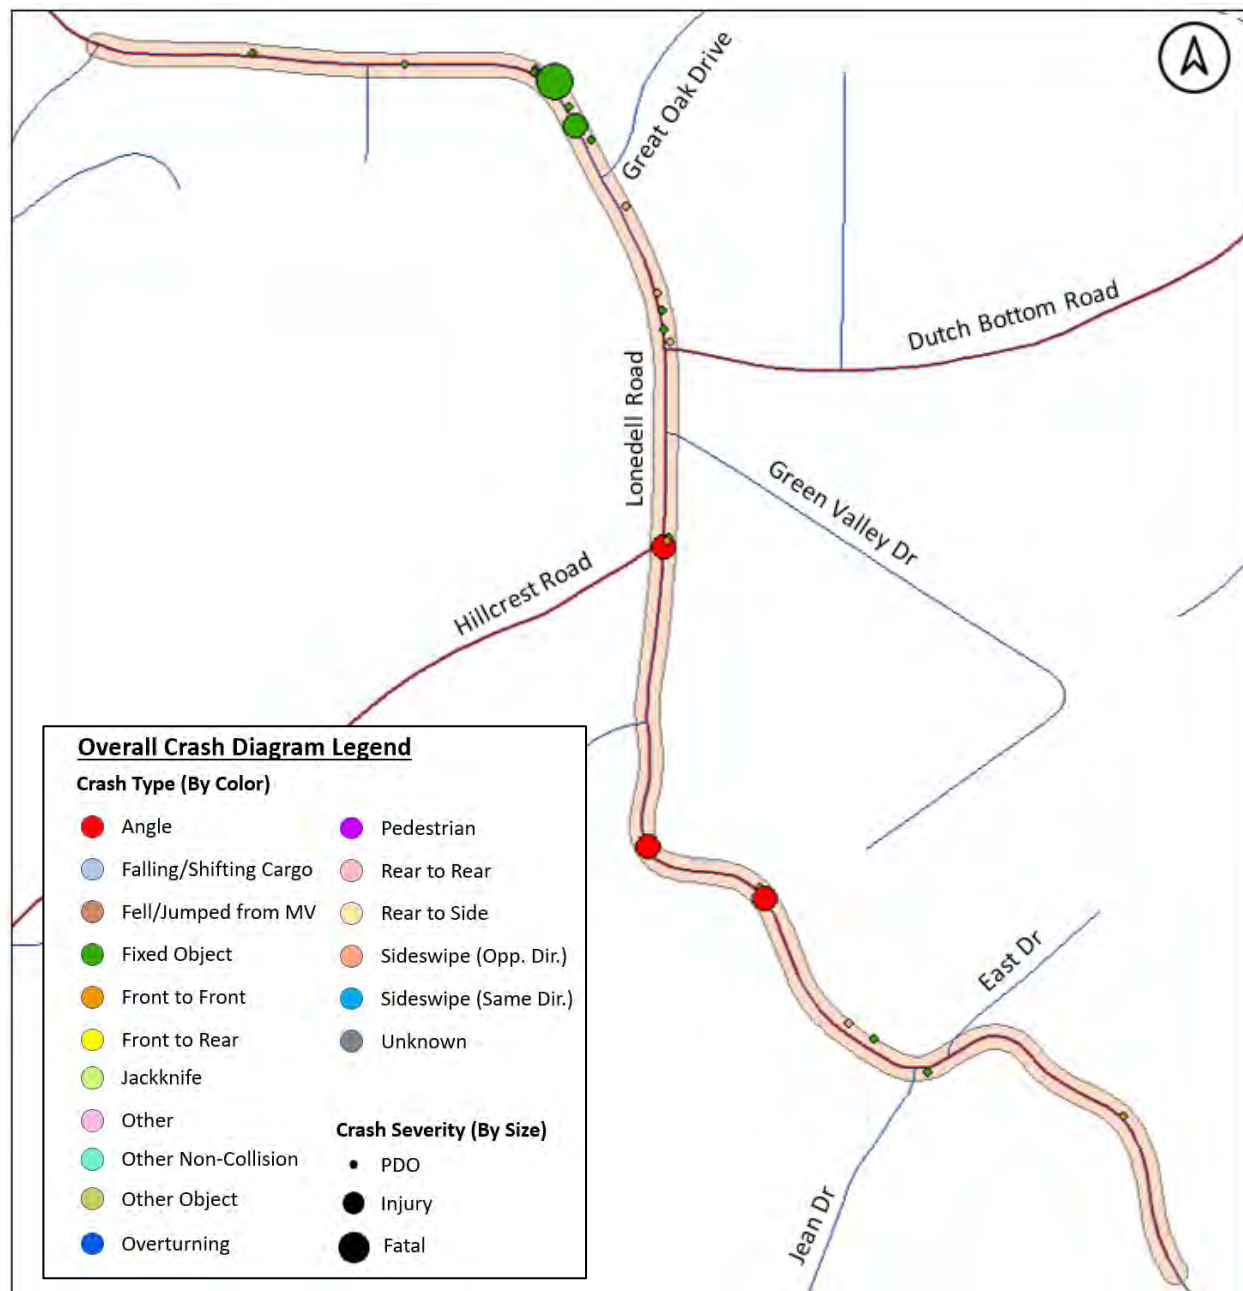 Great Oak Drive
Dutch Bottom Road
Lonedell Road
Green Valley Dr
Hillcrest Road
East Dr
Jean Dr
Overall Crash Diagram Legend
Crash Type (By Color)
Angle
Falling/Shifting Cargo
Fell/Jumped from MV
Fixed Object
Front to Front
Front to Rear
Jackknife
Other
Other Non-Collision
Other Object
Overturning
Pedestrian
Rear to Rear
Rear to Side
Sideswipe (Opp. Dir.)
Sideswipe (Same Dir.)
Unknown
Crash Severity (By Size)
PDO
Injury
Fatal